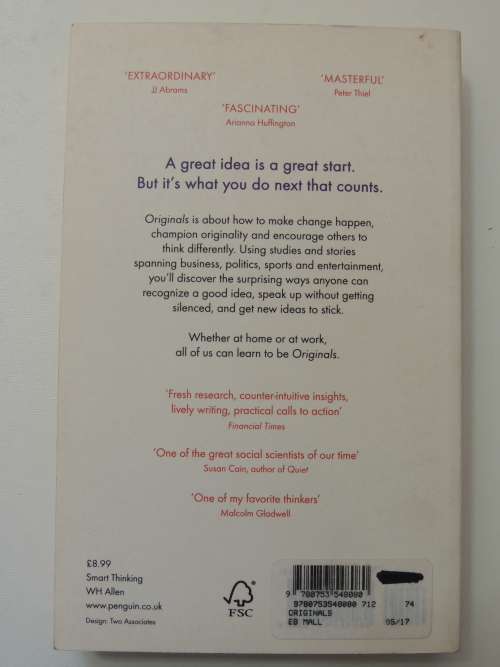 'EXTRAORDINARY'
JJ Abrams
'MASTERFUL'
Peter Thiel
'FASCINATING'
Arianna Huffington
A great idea is a great start.
But it's what you do next that counts.
Originals is about how to make change happen,
champion originality and encourage others to
think differently. Using studies and stories
spanning business, politics, sports and entertainment,
you'll discover the surprising ways anyone can
recognize a good idea, speak up without getting
silenced, and get new ideas to stick.
Whether at home or at work,
all of us can learn to be Originals.
'Fresh research, counter-intuitive insights,
lively writing, practical calls to action'
Financial Times
'One of the great social scientists of our time'
Susan Cain, author of Quiet
'One of my favorite thinkers'
Malcolm Gladwell
£8.99
Smart Thinking
WH Allen
www.penguin.co.uk
Design: Two Associates
FSC
9 780753 548080
9780753548080 712 74
ORIGINALS
EB MALL 05/17